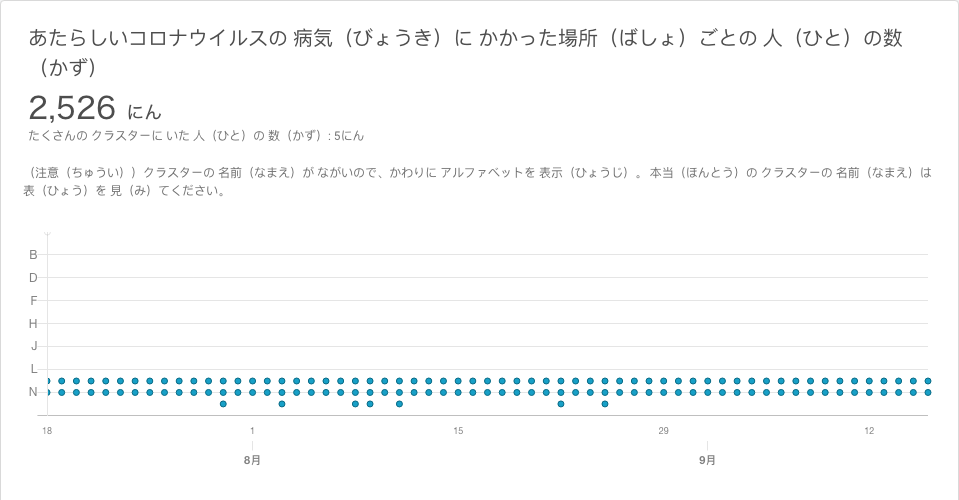 あたらしいコロナウイルスの 病気（びょうき）に かかった場所（ばしょ）ごとの 人（ひと）の数
（かず）
2,526 にん
たくさんの クラスターに いた 人（ひと）の 数（かず）: 5にん
（注意（ちゅうい））クラスターの 名前（なまえ）が ながいので、かわりに アルファベットを 表示（ひょうじ）。 本当（ほんとう）の クラスターの 名前（なまえ）は
表（ひょう）を 見（み）てください。
B
D
F
H
J
L
N
18 1 15 29 12
8月 9月